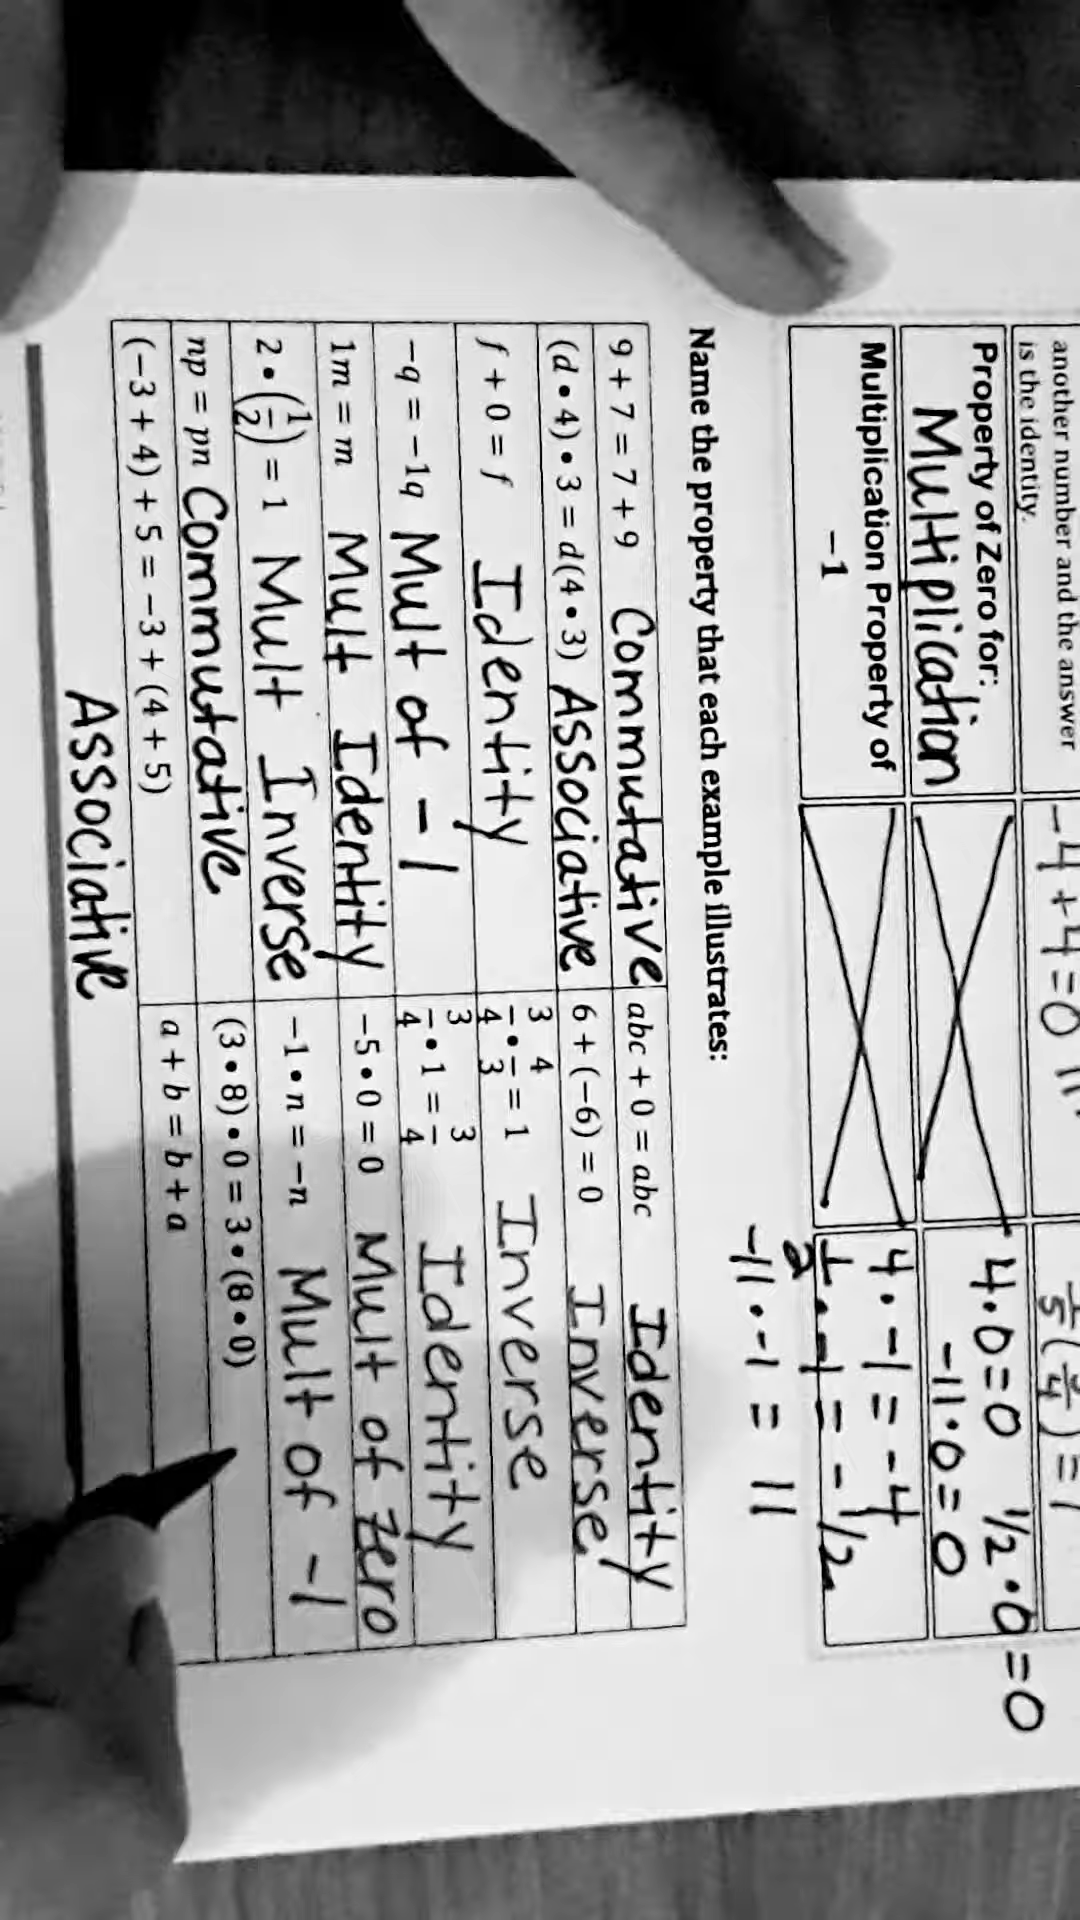 another number and the answer
is the identity.
-4 + 4 = 0
Property of Zero for:
Multiplication
4 • 0 = 0 1/2 • 0 = 0
-11 • 0 = 0
Multiplication Property of
-1
4 • -1 = -4
1/2 • -1 = -1/2
-11 • -1 = 11
Name the property that each example illustrates:
9 + 7 = 7 + 9 Commutative
abc + 0 = abc Identity
(d • 4) • 3 = d(4 • 3) Associative
6 + (-6) = 0 Inverse
f + 0 = f Identity
3/4 • 4/3 = 1 Inverse
-q = -1q Mult of -1
3/4 • 1 = 3/4 Identity
1m = m Mult Identity
-5 • 0 = 0 Mult of zero
2 • (1/2) = 1 Mult Inverse
-1 • n = -n Mult of -1
np = pn Commutative
(3 • 8) • 0 = 3 • (8 • 0)
(-3 + 4) + 5 = -3 + (4 + 5)
Associative
a + b = b + a